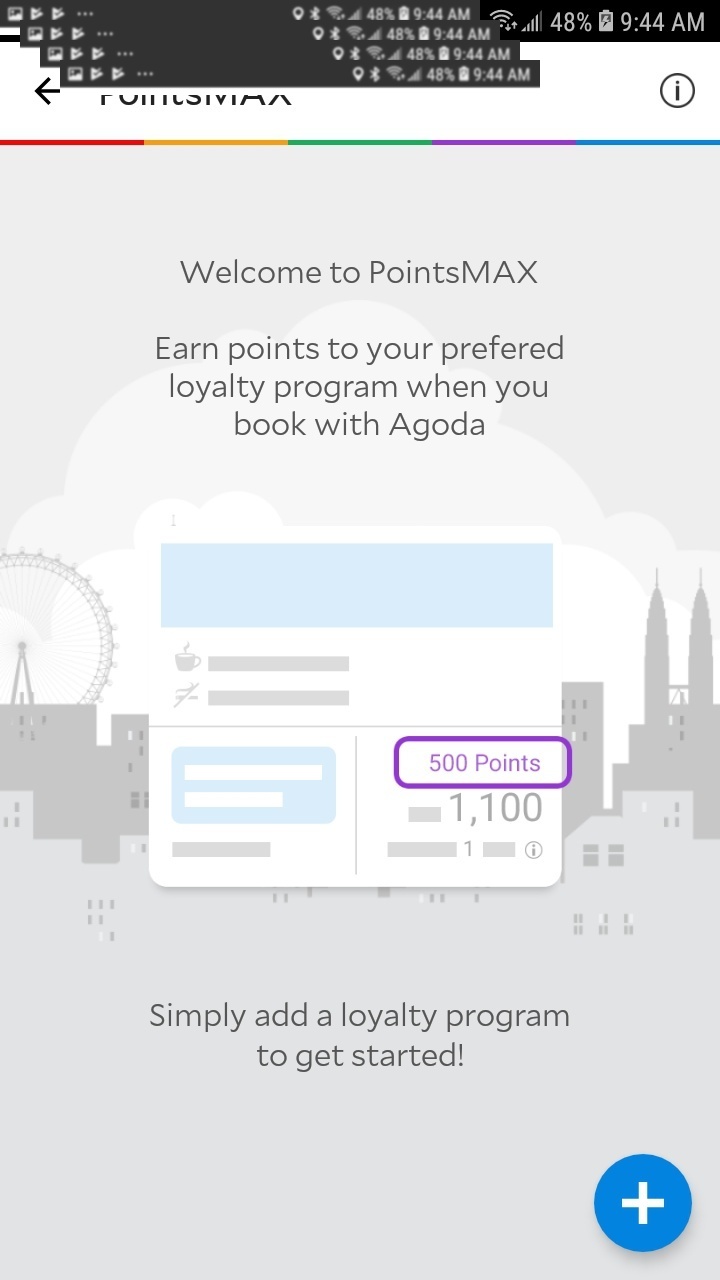 48% 9:44 AM
48% 9:44 AM
48% 9:44 AM
48% 9:44 AM
48% 9:44 AM
PointsMAX
Welcome to PointsMAX
Earn points to your prefered
loyalty program when you
book with Agoda
500 Points
1,100
1
Simply add a loyalty program
to get started!